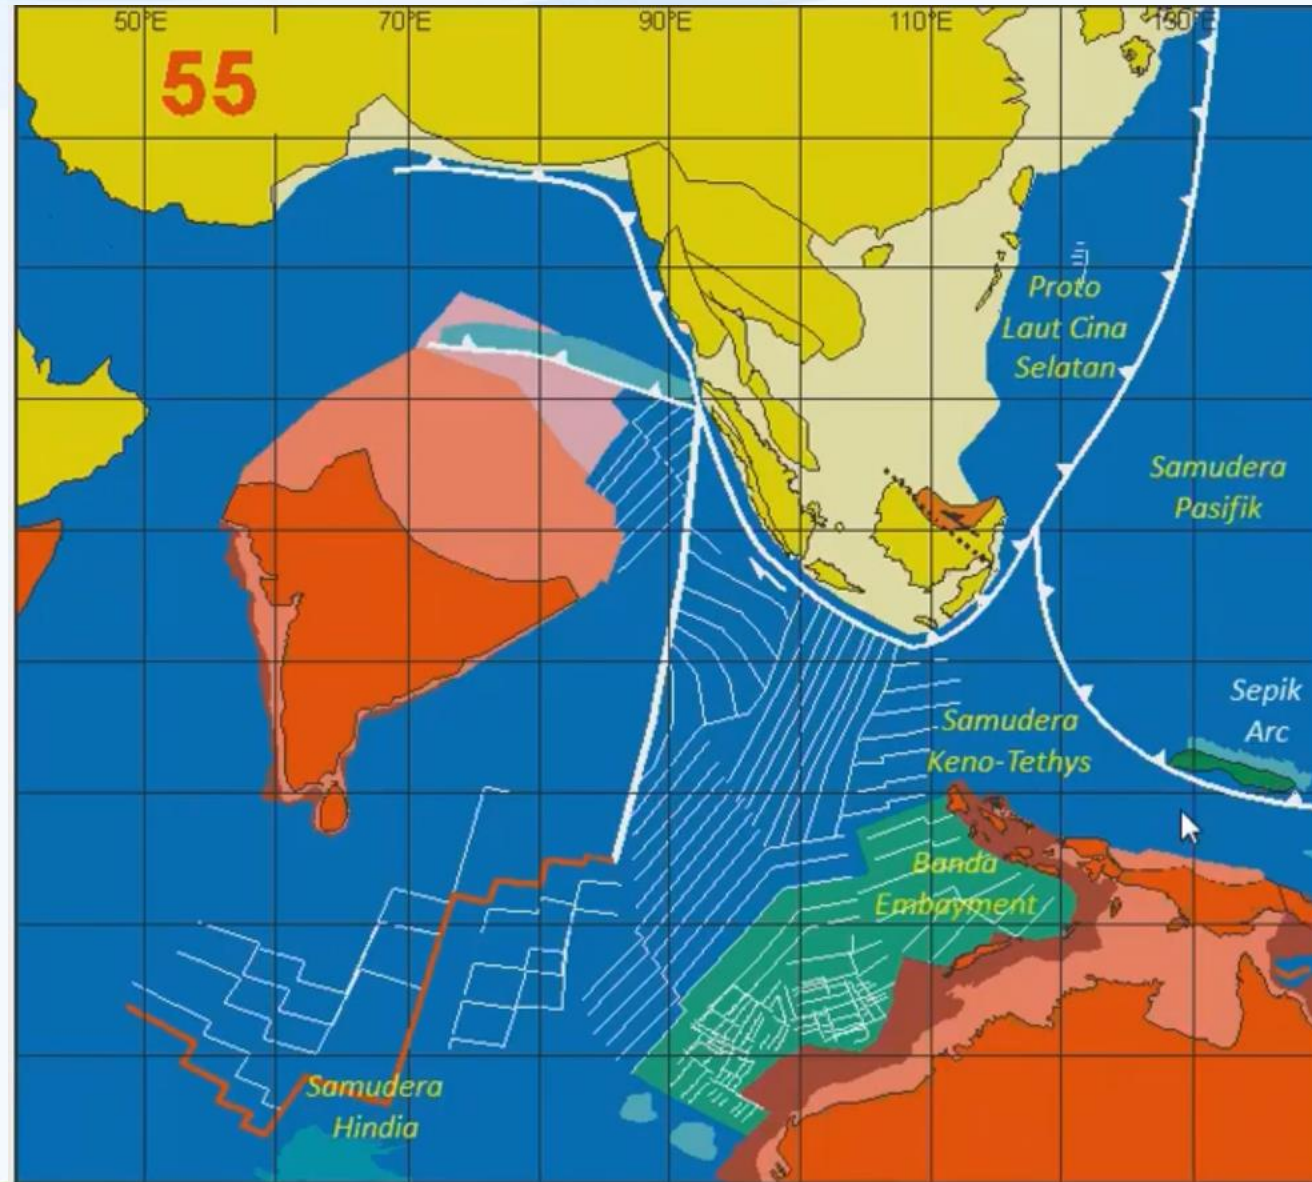 50°E 70°E 90°E 110°E 130°E
55
Proto
Laut Cina
Selatan
Samudera
Pasifik
Sepik
Arc
Samudera
Keno-Tethys
Banda
Embayment
Samudera
Hindia